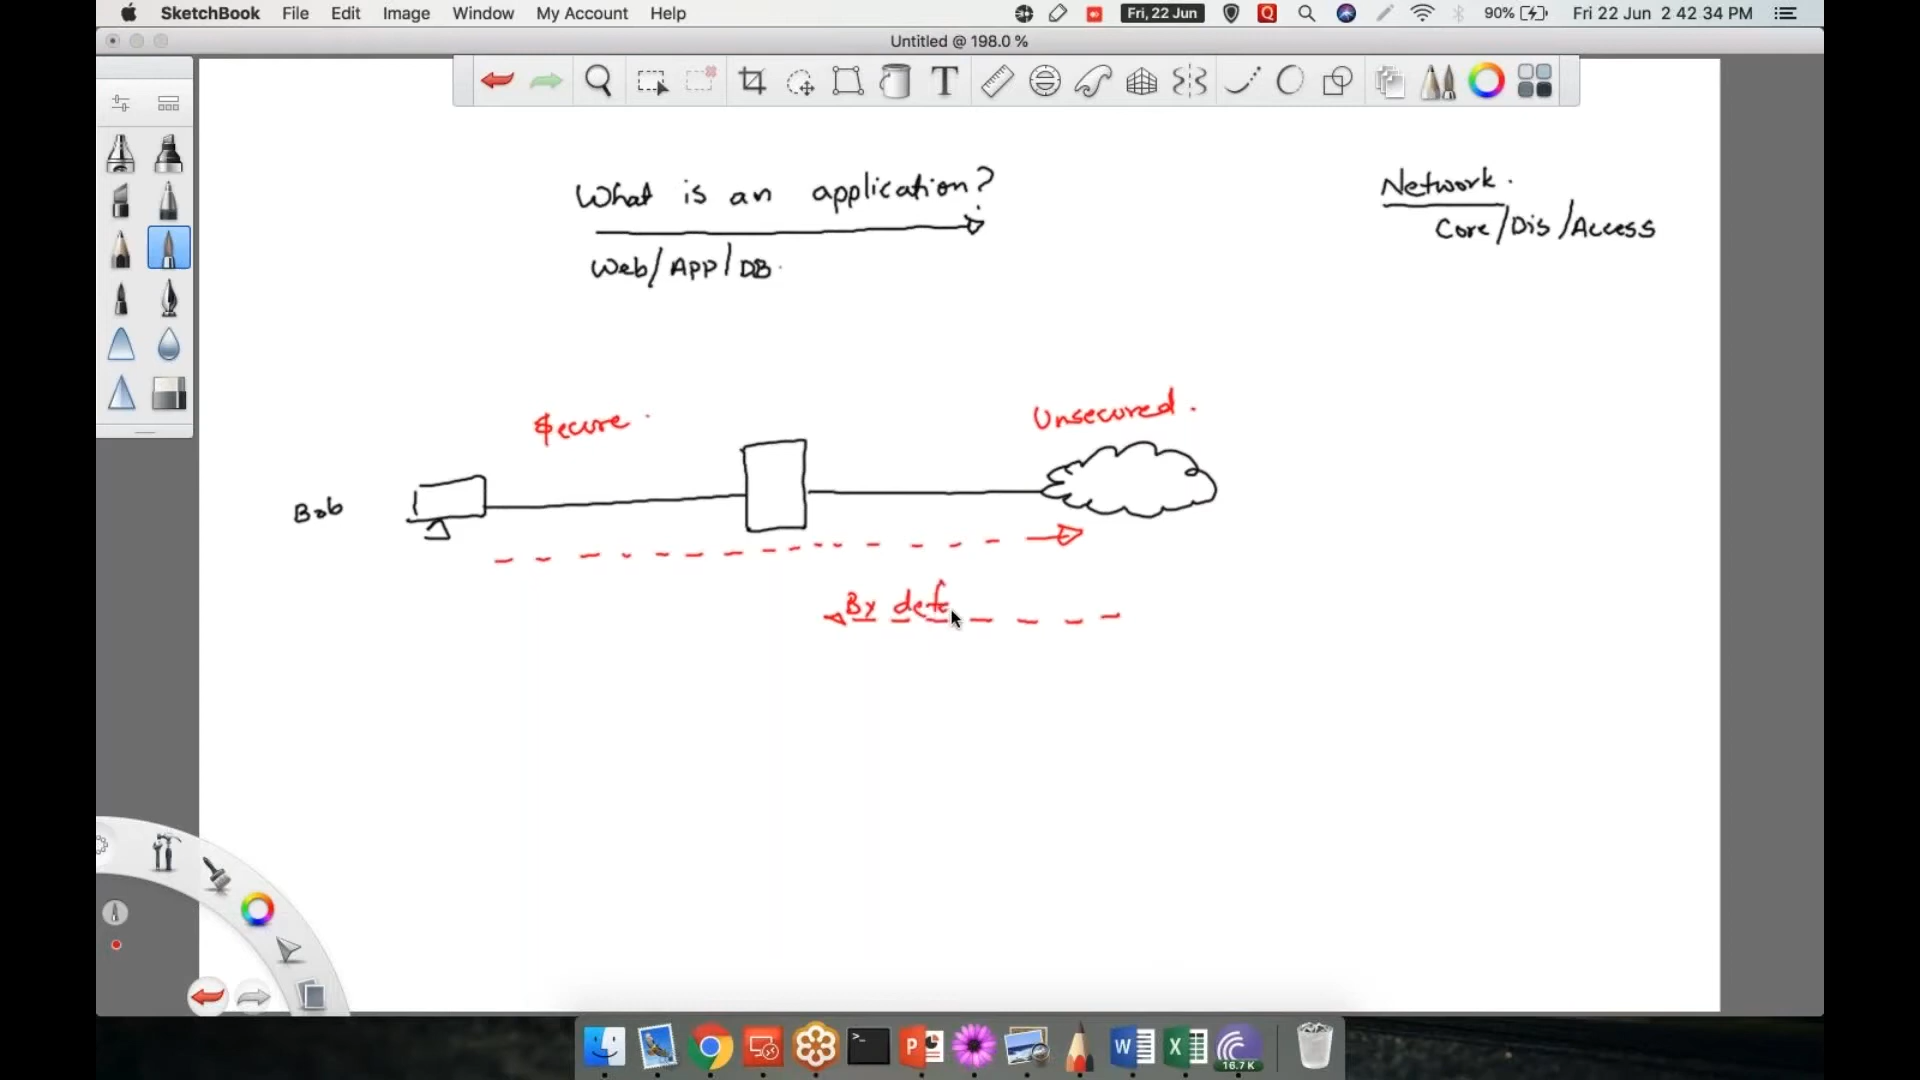 SketchBook File Edit Image Window My Account Help Fri, 22 Jun 90% Fri 22 Jun 2 42 34 PM
Untitled @ 198.0 %
What is an application?
Web/APP/DB.
Network.
Core/Dis/Access
Secure.
Unsecured.
Bob
By defa
16.7 K